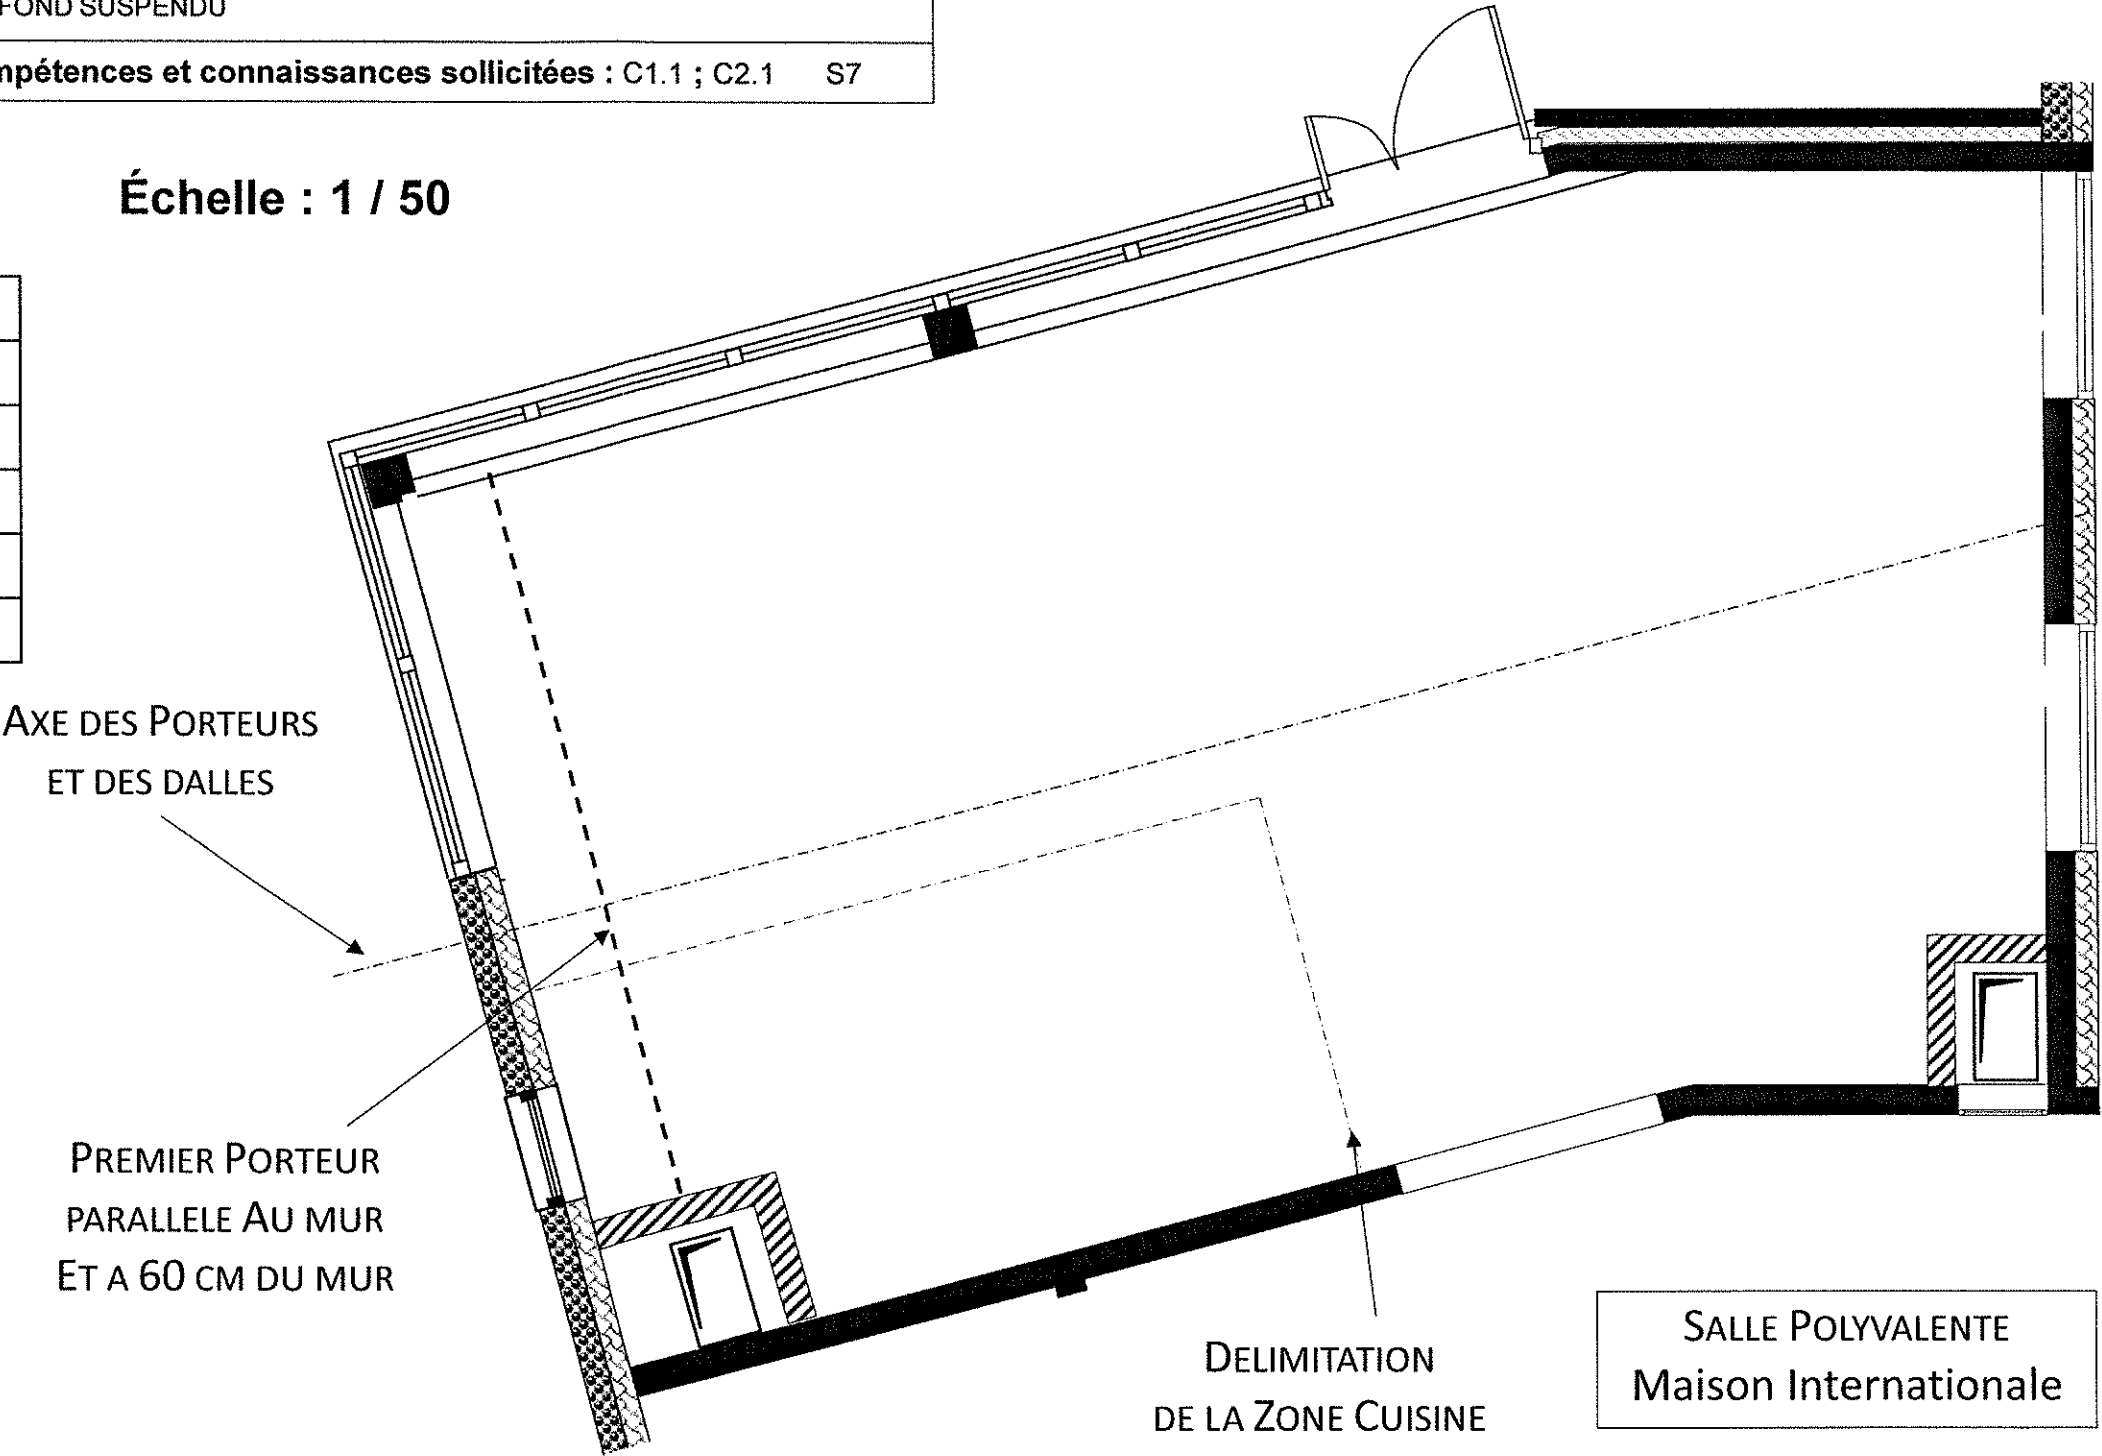 FOND SUSPENDU
mpétences et connaissances sollicitées : C1.1 ; C2.1 S7
Échelle : 1 / 50
AXE DES PORTEURS
ET DES DALLES
PREMIER PORTEUR
PARALLELE AU MUR
ET A 60 CM DU MUR
DELIMITATION
DE LA ZONE CUISINE
SALLE POLYVALENTE
Maison Internationale